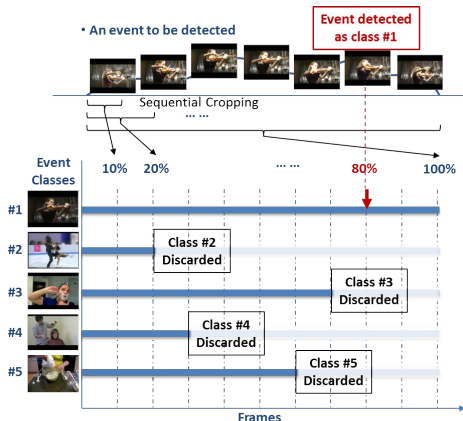 • An event to be detected
Event detected
as class #1
Sequential Cropping
... ...
Event
Classes
10%
20%
... ...
80%
100%
#1
#2
Class #2
Discarded
#3
Class #3
Discarded
#4
Class #4
Discarded
#5
Class #5
Discarded
Frames